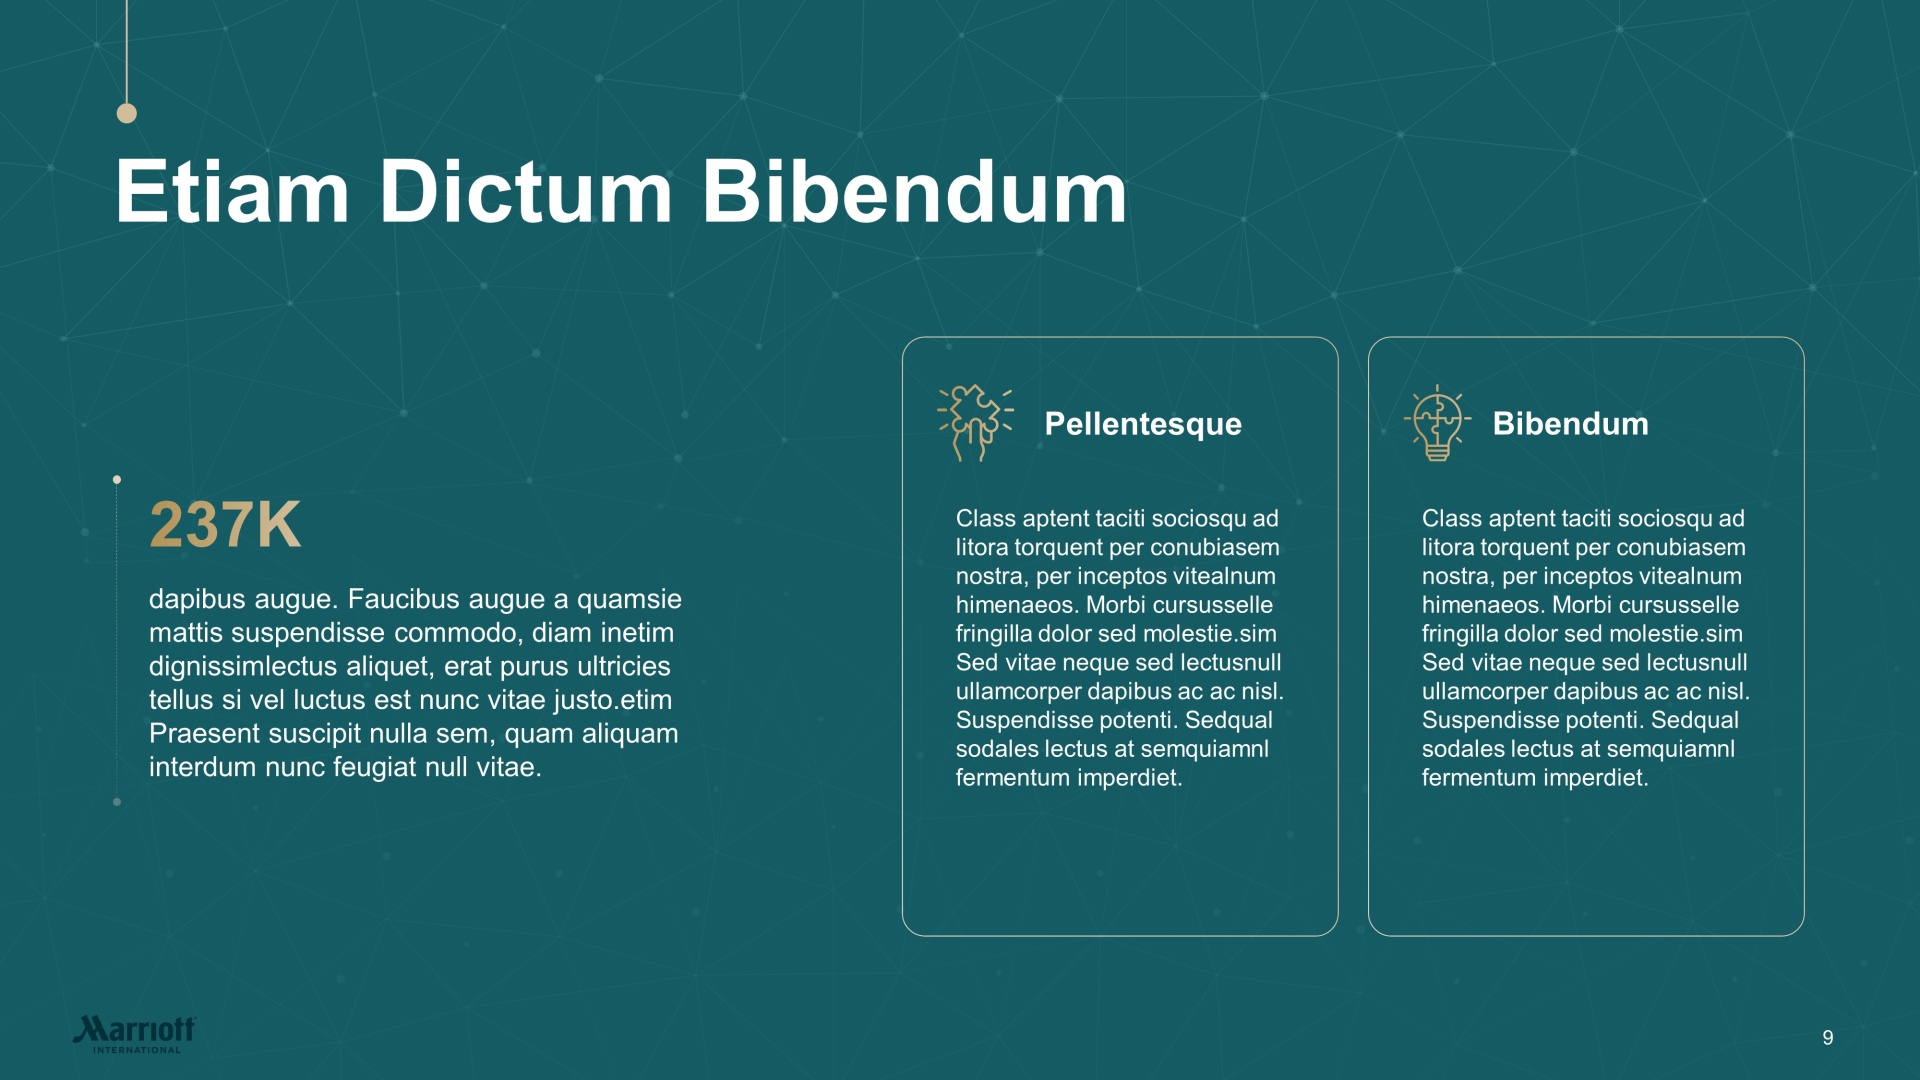 Etiam Dictum Bibendum
237K
dapibus augue. Faucibus augue a quamsie
mattis suspendisse commodo, diam inetim
dignissimlectus aliquet, erat purus ultricies
tellus si vel luctus est nunc vitae justo.etim
Praesent suscipit nulla sem, quam aliquam
interdum nunc feugiat null vitae.
Pellentesque
Class aptent taciti sociosqu ad
litora torquent per conubiasem
nostra, per inceptos vitealnum
himenaeos. Morbi cursusselle
fringilla dolor sed molestie.sim
Sed vitae neque sed lectusnull
ullamcorper dapibus ac ac nisl.
Suspendisse potenti. Sedqual
sodales lectus at semquiamnl
fermentum imperdiet.
Bibendum
Class aptent taciti sociosqu ad
litora torquent per conubiasem
nostra, per inceptos vitealnum
himenaeos. Morbi cursusselle
fringilla dolor sed molestie.sim
Sed vitae neque sed lectusnull
ullamcorper dapibus ac ac nisl.
Suspendisse potenti. Sedqual
sodales lectus at semquiamnl
fermentum imperdiet.
Marriott
INTERNATIONAL
9